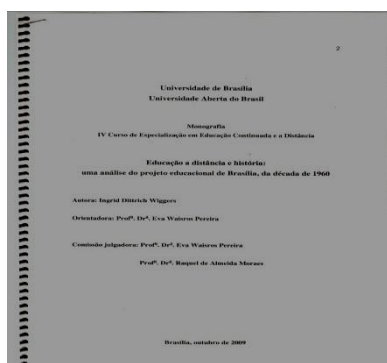 2
Universidade de Brasília
Universidade Aberta do Brasil
Monografia
IV Curso de Especialização em Educação Continuada e a Distância
Educação a distância e história:
uma análise do projeto educacional de Brasília, da década de 1960
Autora: Ingrid Dittrich Wiggers
Orientadora: Profª. Drª. Eva Waisros Pereira
Comissão julgadora: Profª. Drª. Eva Waisros Pereira
Profª. Drª. Raquel de Almeida Moraes
Brasília, outubro de 2009